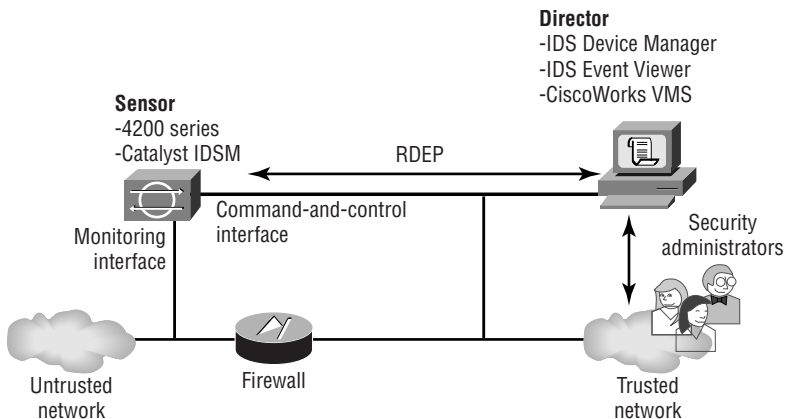 Director
-IDS Device Manager
-IDS Event Viewer
-CiscoWorks VMS
Sensor
-4200 series
-Catalyst IDSM
RDEP
Command-and-control
interface
Monitoring
interface
Security
administrators
Untrusted
network
Firewall
Trusted
network